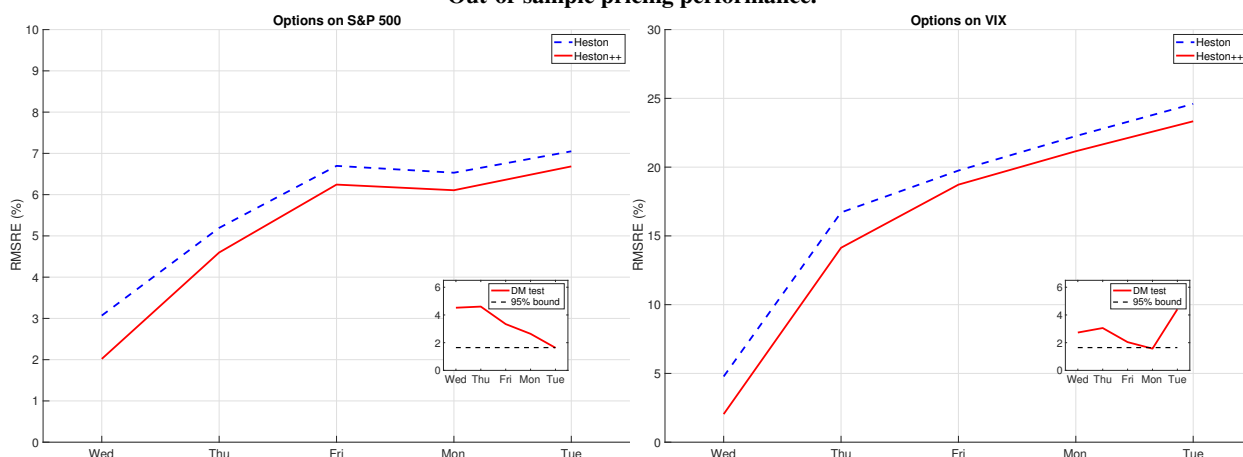 Out-of-sample pricing performance.
Options on S&P 500
RMSRE (%)
10
9
8
7
6
5
4
3
2
1
0
Wed
Thu
Fri
Mon
Tue
Heston
Heston++
DM test
95% bound
6
4
2
0
Wed
Thu
Fri
Mon
Tue
Options on VIX
RMSRE (%)
30
25
20
15
10
5
0
Wed
Thu
Fri
Mon
Tue
Heston
Heston++
DM test
95% bound
6
4
2
0
Wed
Thu
Fri
Mon
Tue